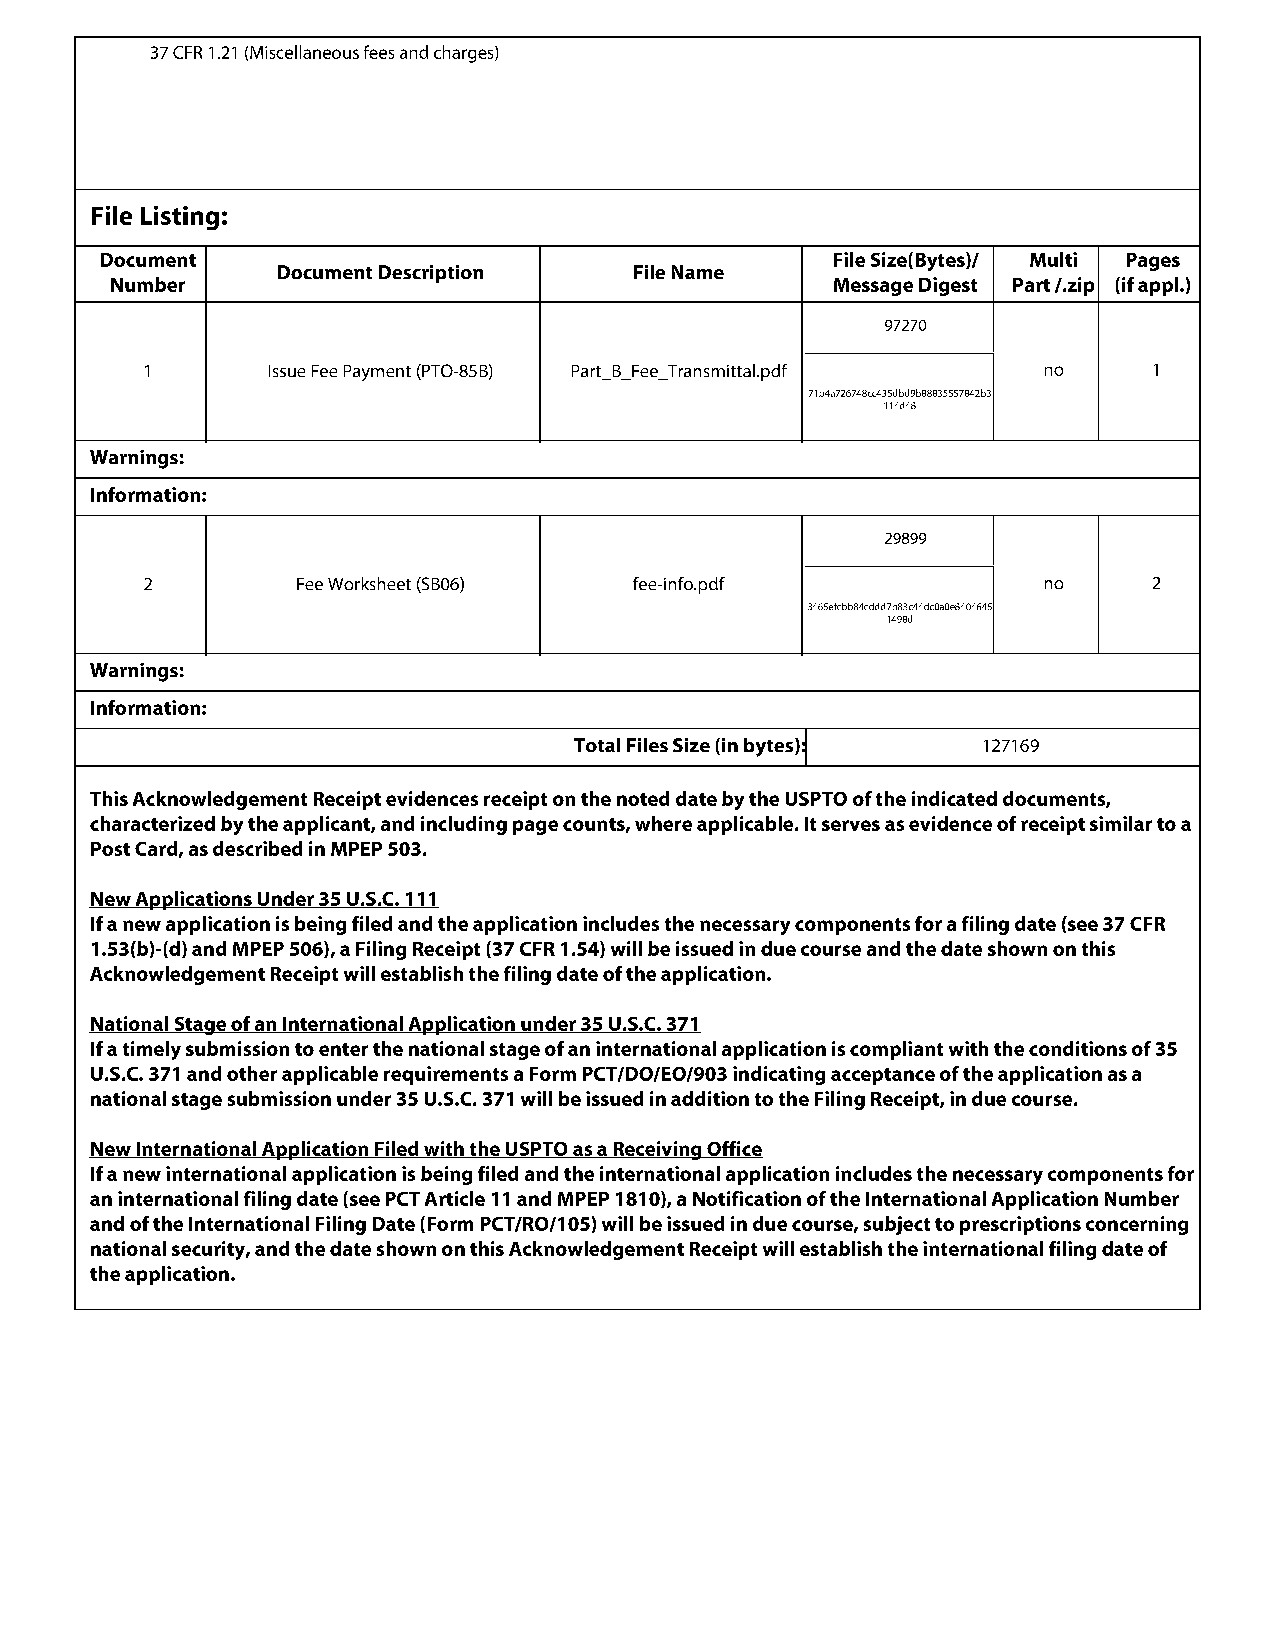 37 CFR 1.21 (Miscellaneous fees and charges)
File Listing:
Document Number
Document Description
File Name
File Size(Bytes)/ Message Digest
Multi Part /.zip
Pages (if appl.)
97270
1
Issue Fee Payment (PTO-85B)
Part_B_Fee_Transmittal.pdf
no
1
Warnings:
Information:
29899
2
Fee Worksheet (SB06)
fee-info.pdf
no
2
1498d
Warnings:
Information:
Total Files Size (in bytes):
127169
This Acknowledgement Receipt evidences receipt on the noted date by the USPTO of the indicated documents,
characterized by the applicant, and including page counts, where applicable. It serves as evidence of receipt similar to a
Post Card, as described in MPEP 503.
New Applications Under 35 U.S.C. 111
If a new application is being filed and the application includes the necessary components for a filing date (see 37 CFR
1.53(b)-(d) and MPEP 506), a Filing Receipt (37 CFR 1.54) will be issued in due course and the date shown on this
Acknowledgement Receipt will establish the filing date of the application.
National Stage of an International Application under 35 U.S.C. 371
If a timely submission to enter the national stage of an international application is compliant with the conditions of 35
U.S.C. 371 and other applicable requirements a Form PCT/DO/EO/903 indicating acceptance of the application as a
national stage submission under 35 U.S.C. 371 will be issued in addition to the Filing Receipt, in due course.
New International Application Filed with the USPTO as a Receiving Office
If a new international application is being filed and the international application includes the necessary components for
an international filing date (see PCT Article 11 and MPEP 1810), a Notification of the International Application Number
and of the International Filing Date (Form PCT/RO/105) will be issued in due course, subject to prescriptions concerning
national security, and the date shown on this Acknowledgement Receipt will establish the international filing date of
the application.